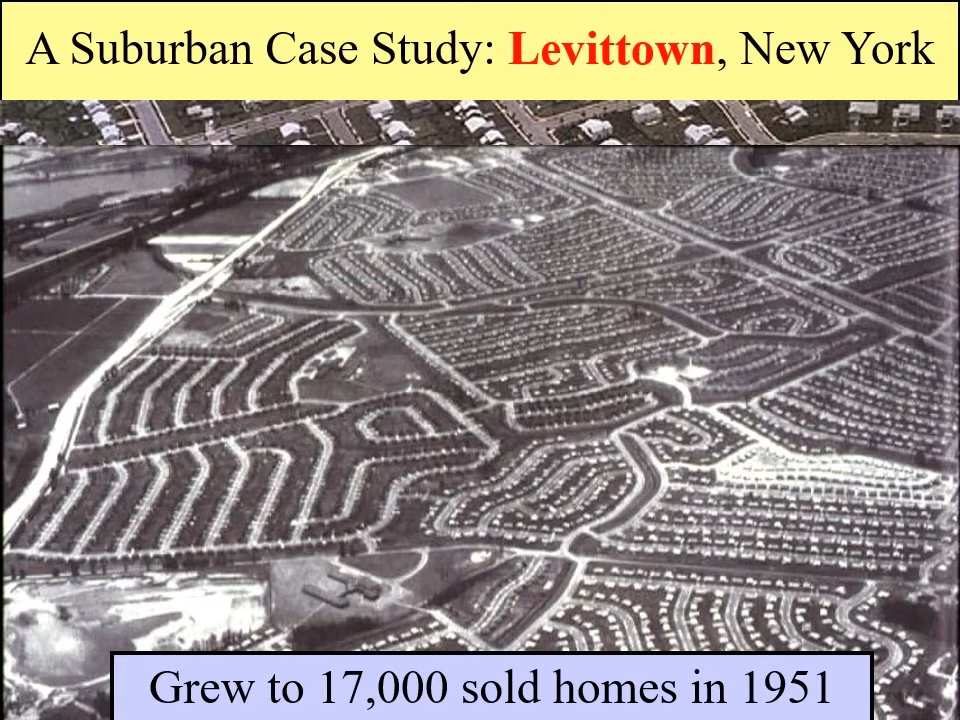 A Suburban Case Study: Levittown, New York
Grew to 17,000 sold homes in 1951